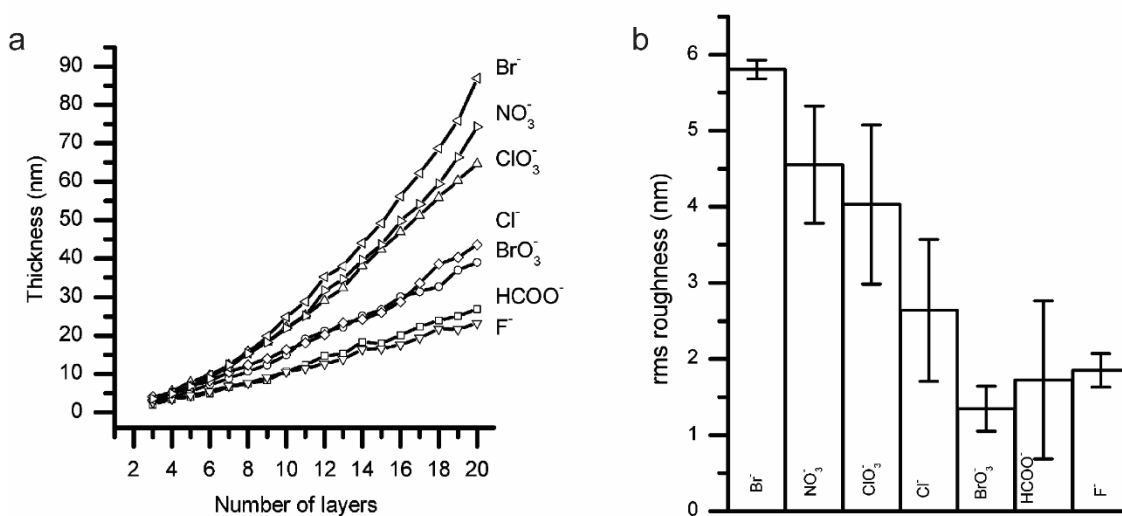 a
Thickness (nm)
90
80
70
60
50
40
30
20
10
0
Br⁻
NO₃⁻
ClO₃⁻
Cl⁻
BrO₃⁻
HCOO⁻
F⁻
2 4 6 8 10 12 14 16 18 20
Number of layers
b
rms roughness (nm)
6
5
4
3
2
1
0
Br⁻
NO₃⁻
ClO₃⁻
Cl⁻
BrO₃⁻
HCOO⁻
F⁻